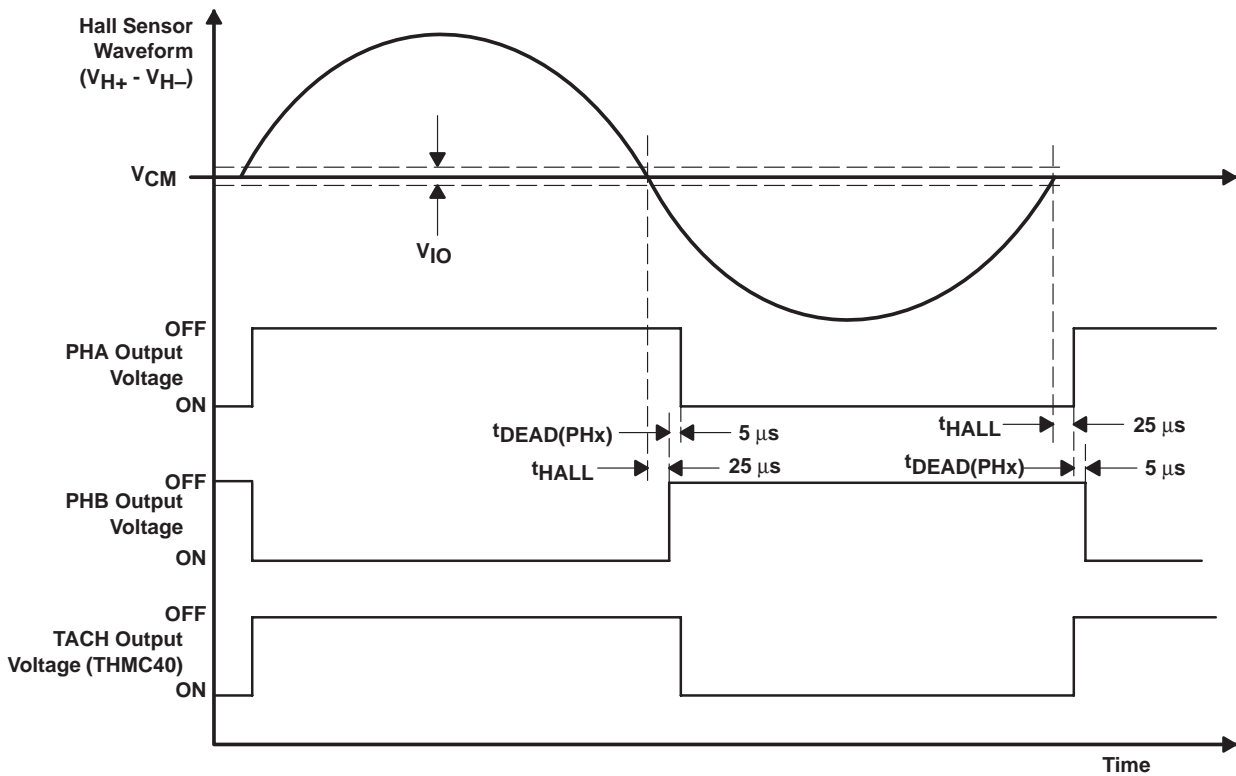 Hall Sensor
Waveform
(VH+ - VH–)
VCM
VIO
OFF
PHA Output
Voltage
ON
tDEAD(PHx)
5 μs
tHALL
25 μs
tHALL
25 μs
tDEAD(PHx)
5 μs
OFF
PHB Output
Voltage
ON
OFF
TACH Output
Voltage (THMC40)
ON
Time